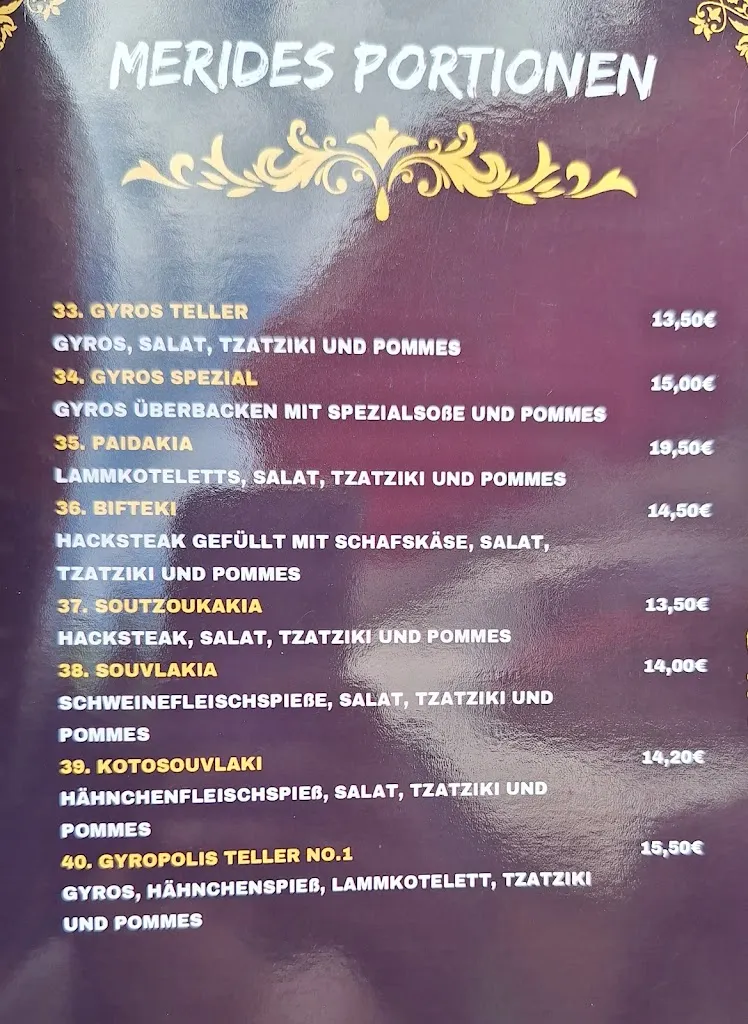 MERIDES PORTIONEN
33. GYROS TELLER 13,50€
GYROS, SALAT, TZATZIKI UND POMMES
34. GYROS SPEZIAL 15,00€
GYROS ÜBERBACKEN MIT SPEZIALSOßE UND POMMES
35. PAIDAKIA 19,50€
LAMMKOTELETTS, SALAT, TZATZIKI UND POMMES
36. BIFTEKI 14,50€
HACKSTEAK GEFÜLLT MIT SCHAFSKÄSE, SALAT,
TZATZIKI UND POMMES
37. SOUTZOUKAKIA 13,50€
HACKSTEAK, SALAT, TZATZIKI UND POMMES
38. SOUVLAKIA 14,00€
SCHWEINEFLEISCHSPIEßE, SALAT, TZATZIKI UND
POMMES
39. KOTOSOUVLAKI 14,20€
HÄHNCHENFLEISCHSPIEß, SALAT, TZATZIKI UND
POMMES
40. GYROPOLIS TELLER NO.1 15,50€
GYROS, HÄHNCHENSPIEß, LAMMKOTELETT, TZATZIKI
UND POMMES